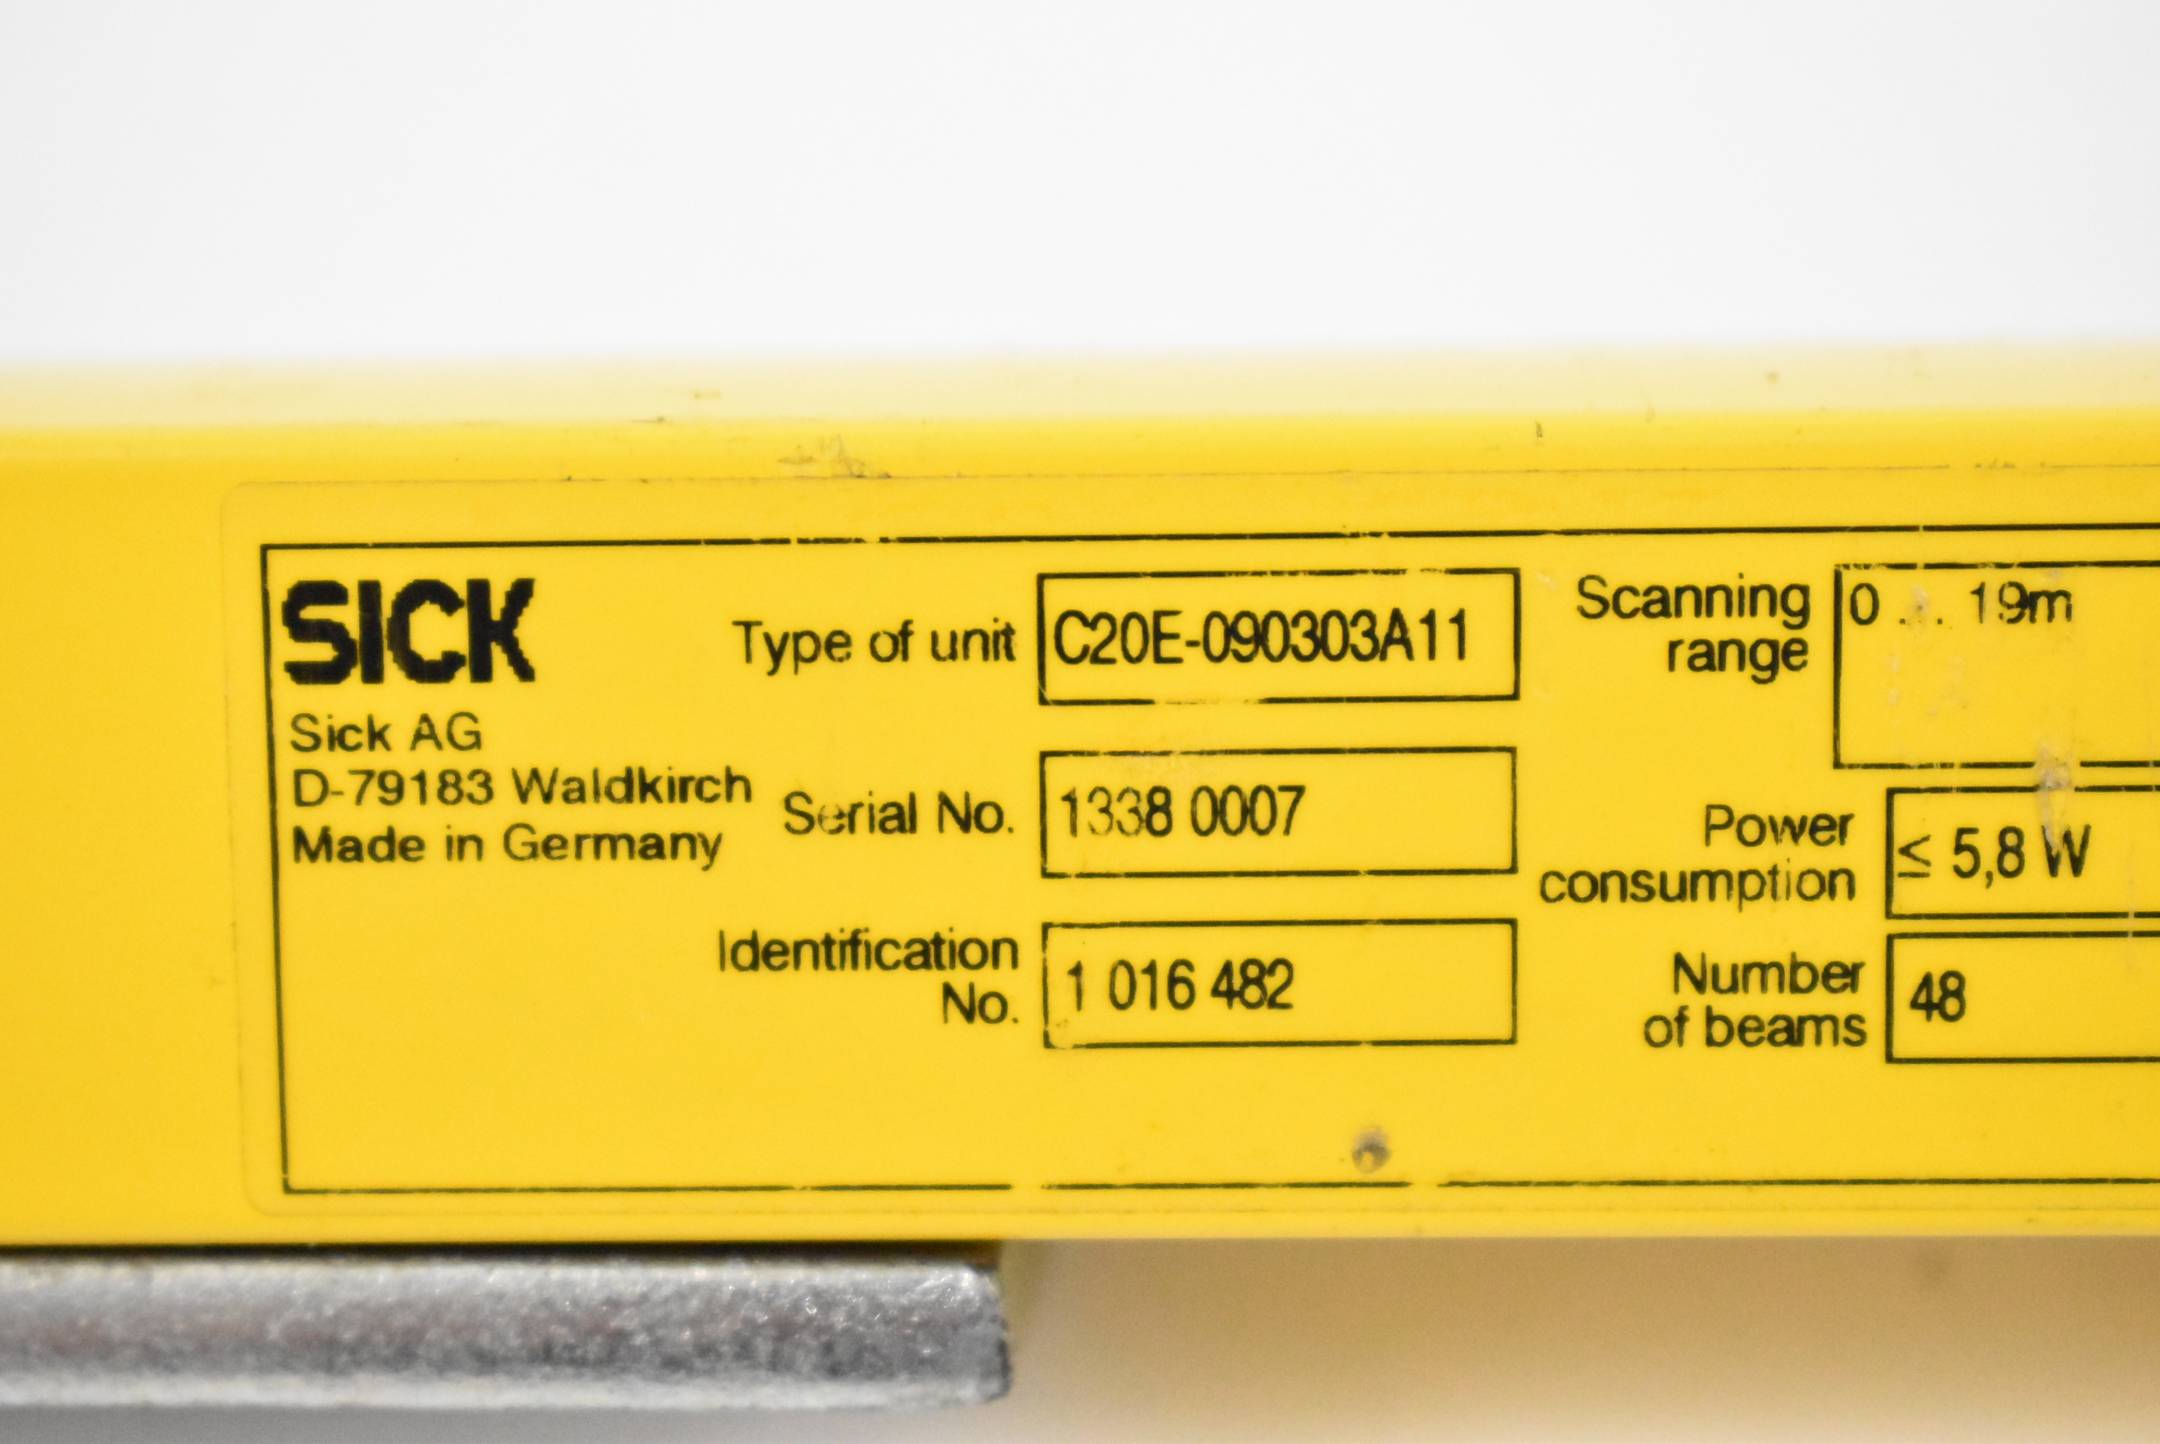 SICK
Sick AG
D-79183 Waldkirch
Made in Germany
Type of unit C20E-090303A11
Serial No. 1338 0007
Identification
No. 1 016 482
Scanning
range 0 ... 19m
Power
consumption ≤ 5,8 W
Number
of beams 48